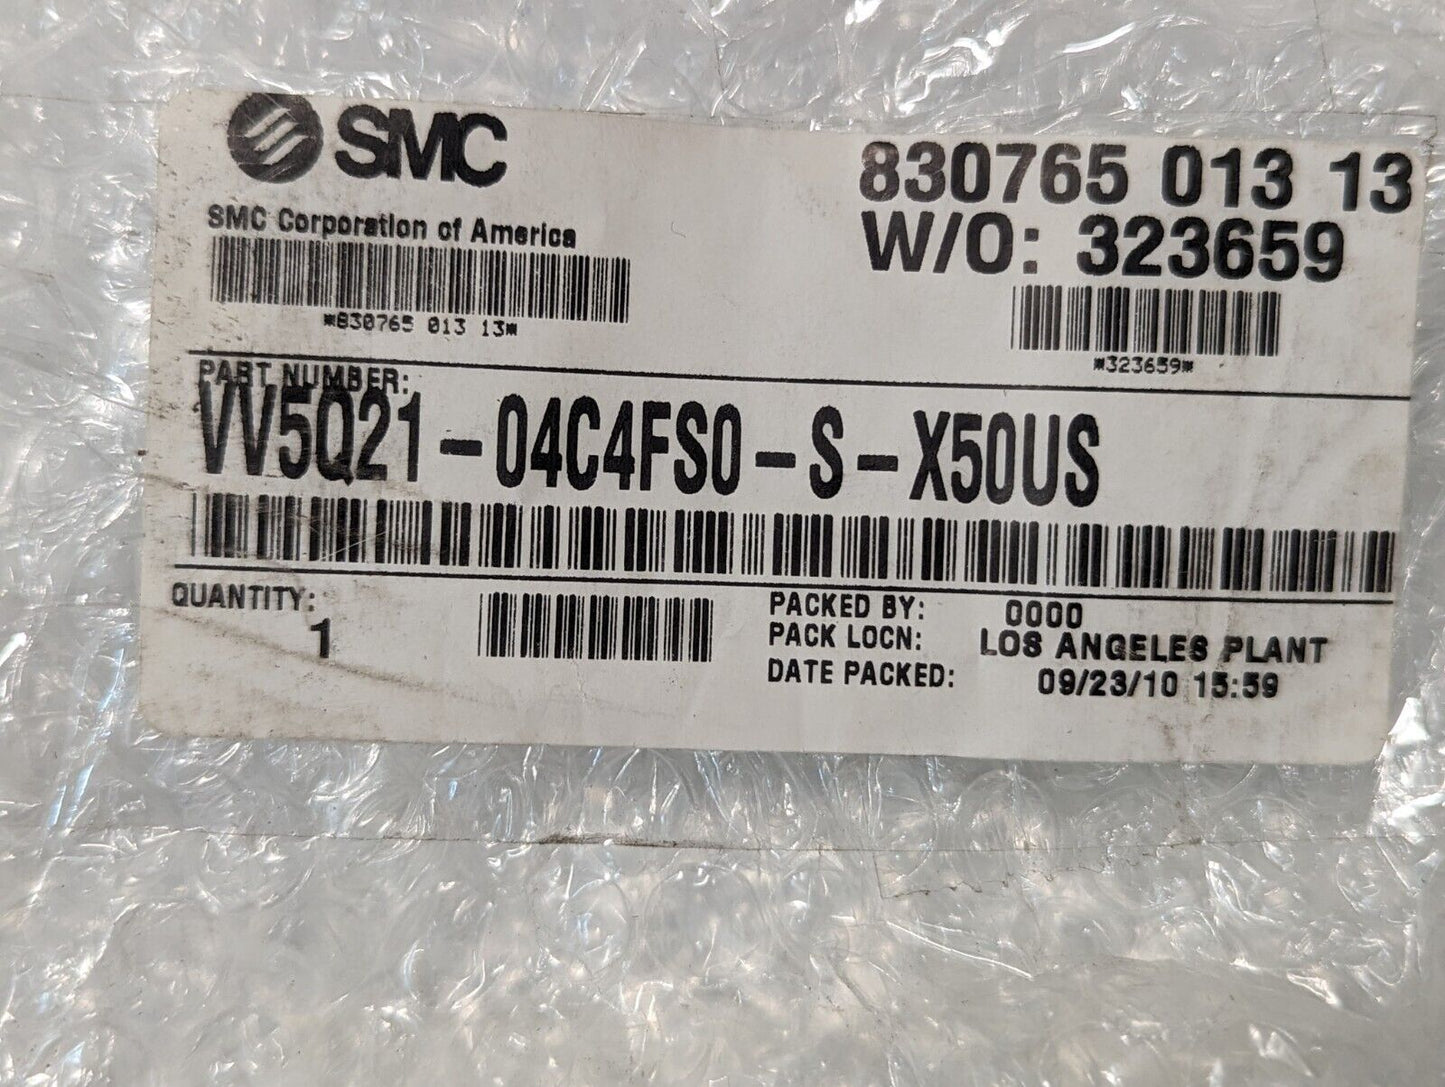 SMC
SMC Corporation of America
*830765 013 13*
830765 013 13
W/O: 323659
*323659*
PART NUMBER:
VV5Q21-04C4FS0-S-X50US
QUANTITY:
1
PACKED BY: 0000
PACK LOCN: LOS ANGELES PLANT
DATE PACKED: 09/23/10 15:59